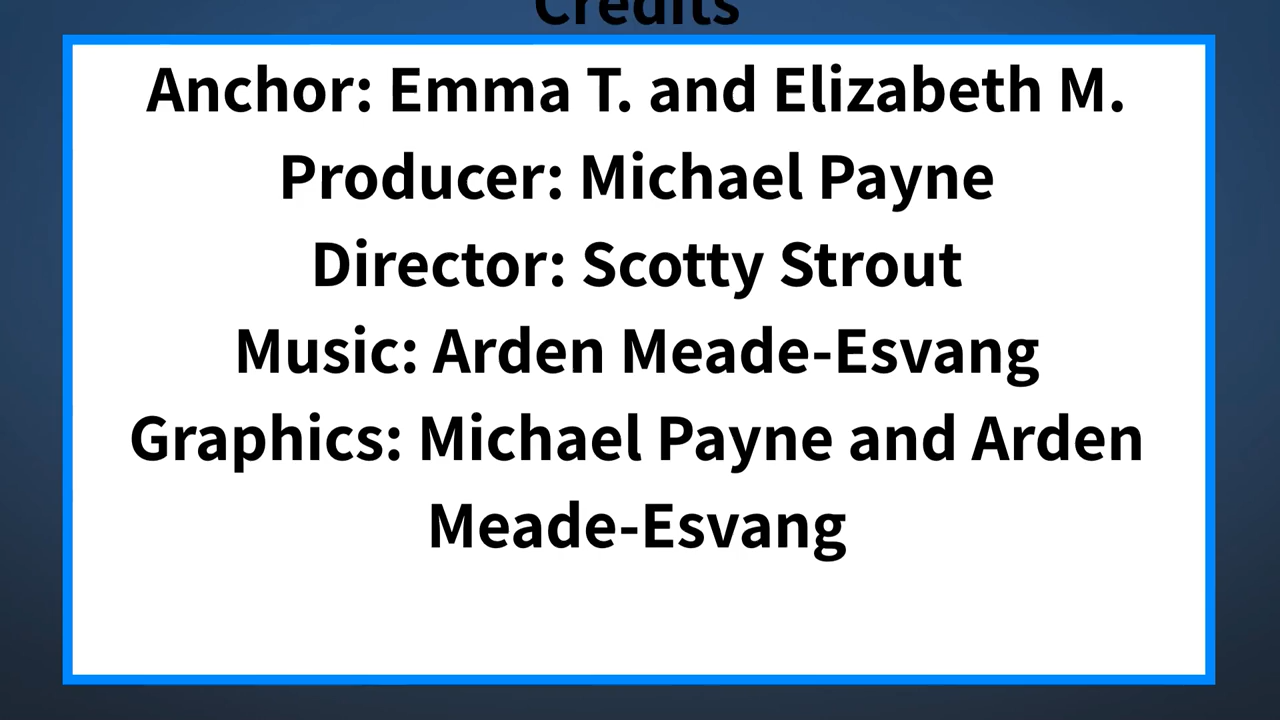 Credits
Anchor: Emma T. and Elizabeth M.
Producer: Michael Payne
Director: Scotty Strout
Music: Arden Meade-Esvang
Graphics: Michael Payne and Arden
Meade-Esvang